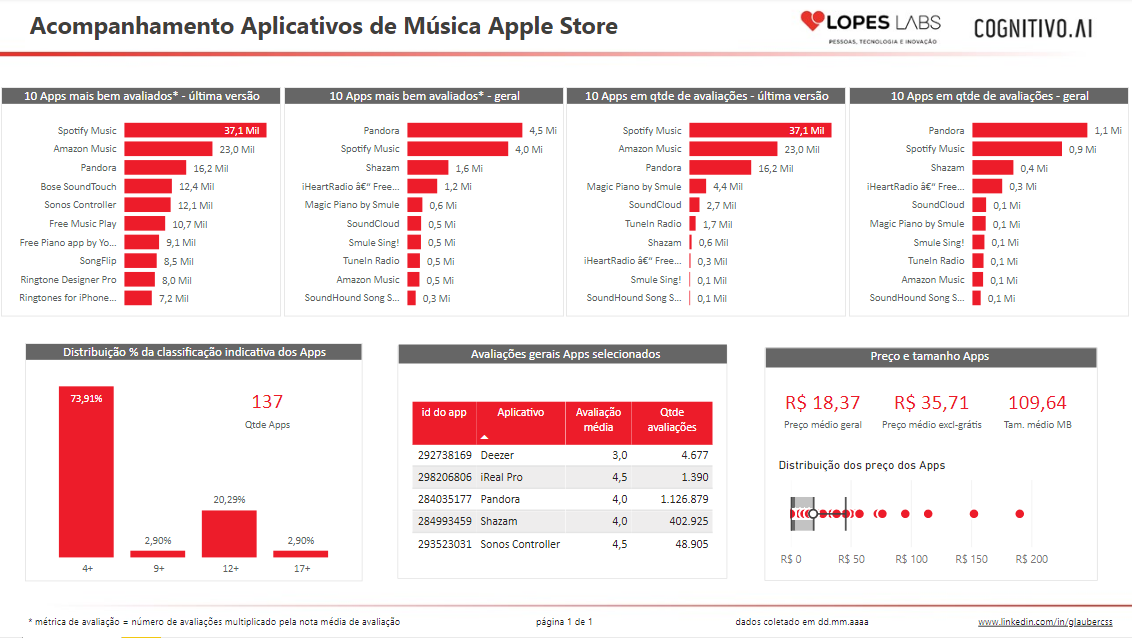 Acompanhamento Aplicativos de Música Apple Store
LOPES LABS
PESSOAS, TECNOLOGIA E INOVAÇÃO
COGNITIVO.AI
10 Apps mais bem avaliados* - última versão
Spotify Music 37,1 Mil
Amazon Music 23,0 Mil
Pandora 16,2 Mil
Bose SoundTouch 12,4 Mil
Sonos Controller 12,1 Mil
Free Music Play 10,7 Mil
Free Piano app by Yo... 9,1 Mil
SongFlip 8,5 Mil
Ringtone Designer Pro 8,0 Mil
Ringtones for iPhone... 7,2 Mil
10 Apps mais bem avaliados* - geral
Pandora 4,5 Mi
Spotify Music 4,0 Mi
Shazam 1,6 Mi
iHeartRadio â€“ Free... 1,2 Mi
Magic Piano by Smule 0,6 Mi
SoundCloud 0,5 Mi
Smule Sing! 0,5 Mi
TuneIn Radio 0,5 Mi
Amazon Music 0,5 Mi
SoundHound Song S... 0,3 Mi
10 Apps em qtde de avaliações - última versão
Spotify Music 37,1 Mil
Amazon Music 23,0 Mil
Pandora 16,2 Mil
Magic Piano by Smule 4,4 Mil
SoundCloud 2,7 Mil
TuneIn Radio 1,7 Mil
Shazam 0,6 Mil
iHeartRadio â€“ Free... 0,3 Mil
Smule Sing! 0,1 Mil
SoundHound Song S... 0,1 Mil
10 Apps em qtde de avaliações - geral
Pandora 1,1 Mi
Spotify Music 0,9 Mi
Shazam 0,4 Mi
iHeartRadio â€“ Free... 0,3 Mi
SoundCloud 0,1 Mi
Magic Piano by Smule 0,1 Mi
Smule Sing! 0,1 Mi
TuneIn Radio 0,1 Mi
Amazon Music 0,1 Mi
SoundHound Song S... 0,1 Mi
Distribuição % da classificação indicativa dos Apps
73,91%
2,90%
20,29%
2,90%
4+ 9+ 12+ 17+
137
Qtde Apps
Avaliações gerais Apps selecionados
id do app Aplicativo Avaliação média Qtde avaliações
292738169 Deezer 3,0 4.677
298206806 iReal Pro 4,5 1.390
284035177 Pandora 4,0 1.126.879
284993459 Shazam 4,0 402.925
293523031 Sonos Controller 4,5 48.905
Preço e tamanho Apps
R$ 18,37 R$ 35,71 109,64
Preço médio geral Preço médio excl-grátis Tam. médio MB
Distribuição dos preço dos Apps
R$ 0 R$ 50 R$ 100 R$ 150 R$ 200
* métrica de avaliação = número de avaliações multiplicado pela nota média de avaliação
página 1 de 1
dados coletado em dd.mm.aaaa
www.linkedin.com/in/glaubercss